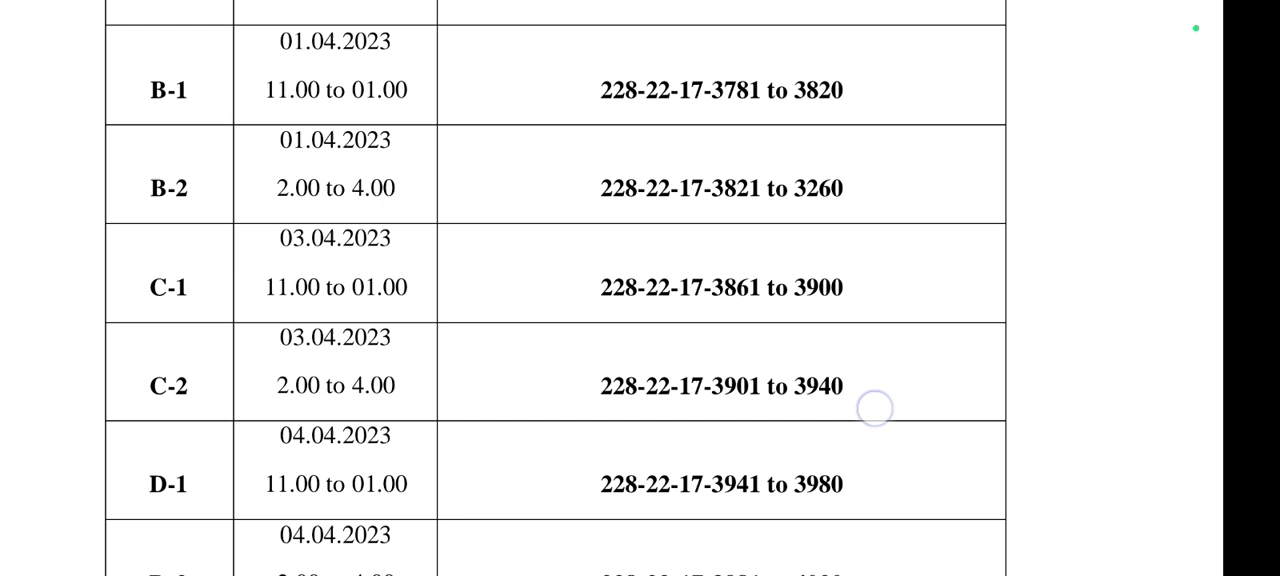 01.04.2023
B-1 11.00 to 01.00 228-22-17-3781 to 3820
01.04.2023
B-2 2.00 to 4.00 228-22-17-3821 to 3260
03.04.2023
C-1 11.00 to 01.00 228-22-17-3861 to 3900
03.04.2023
C-2 2.00 to 4.00 228-22-17-3901 to 3940
04.04.2023
D-1 11.00 to 01.00 228-22-17-3941 to 3980
04.04.2023